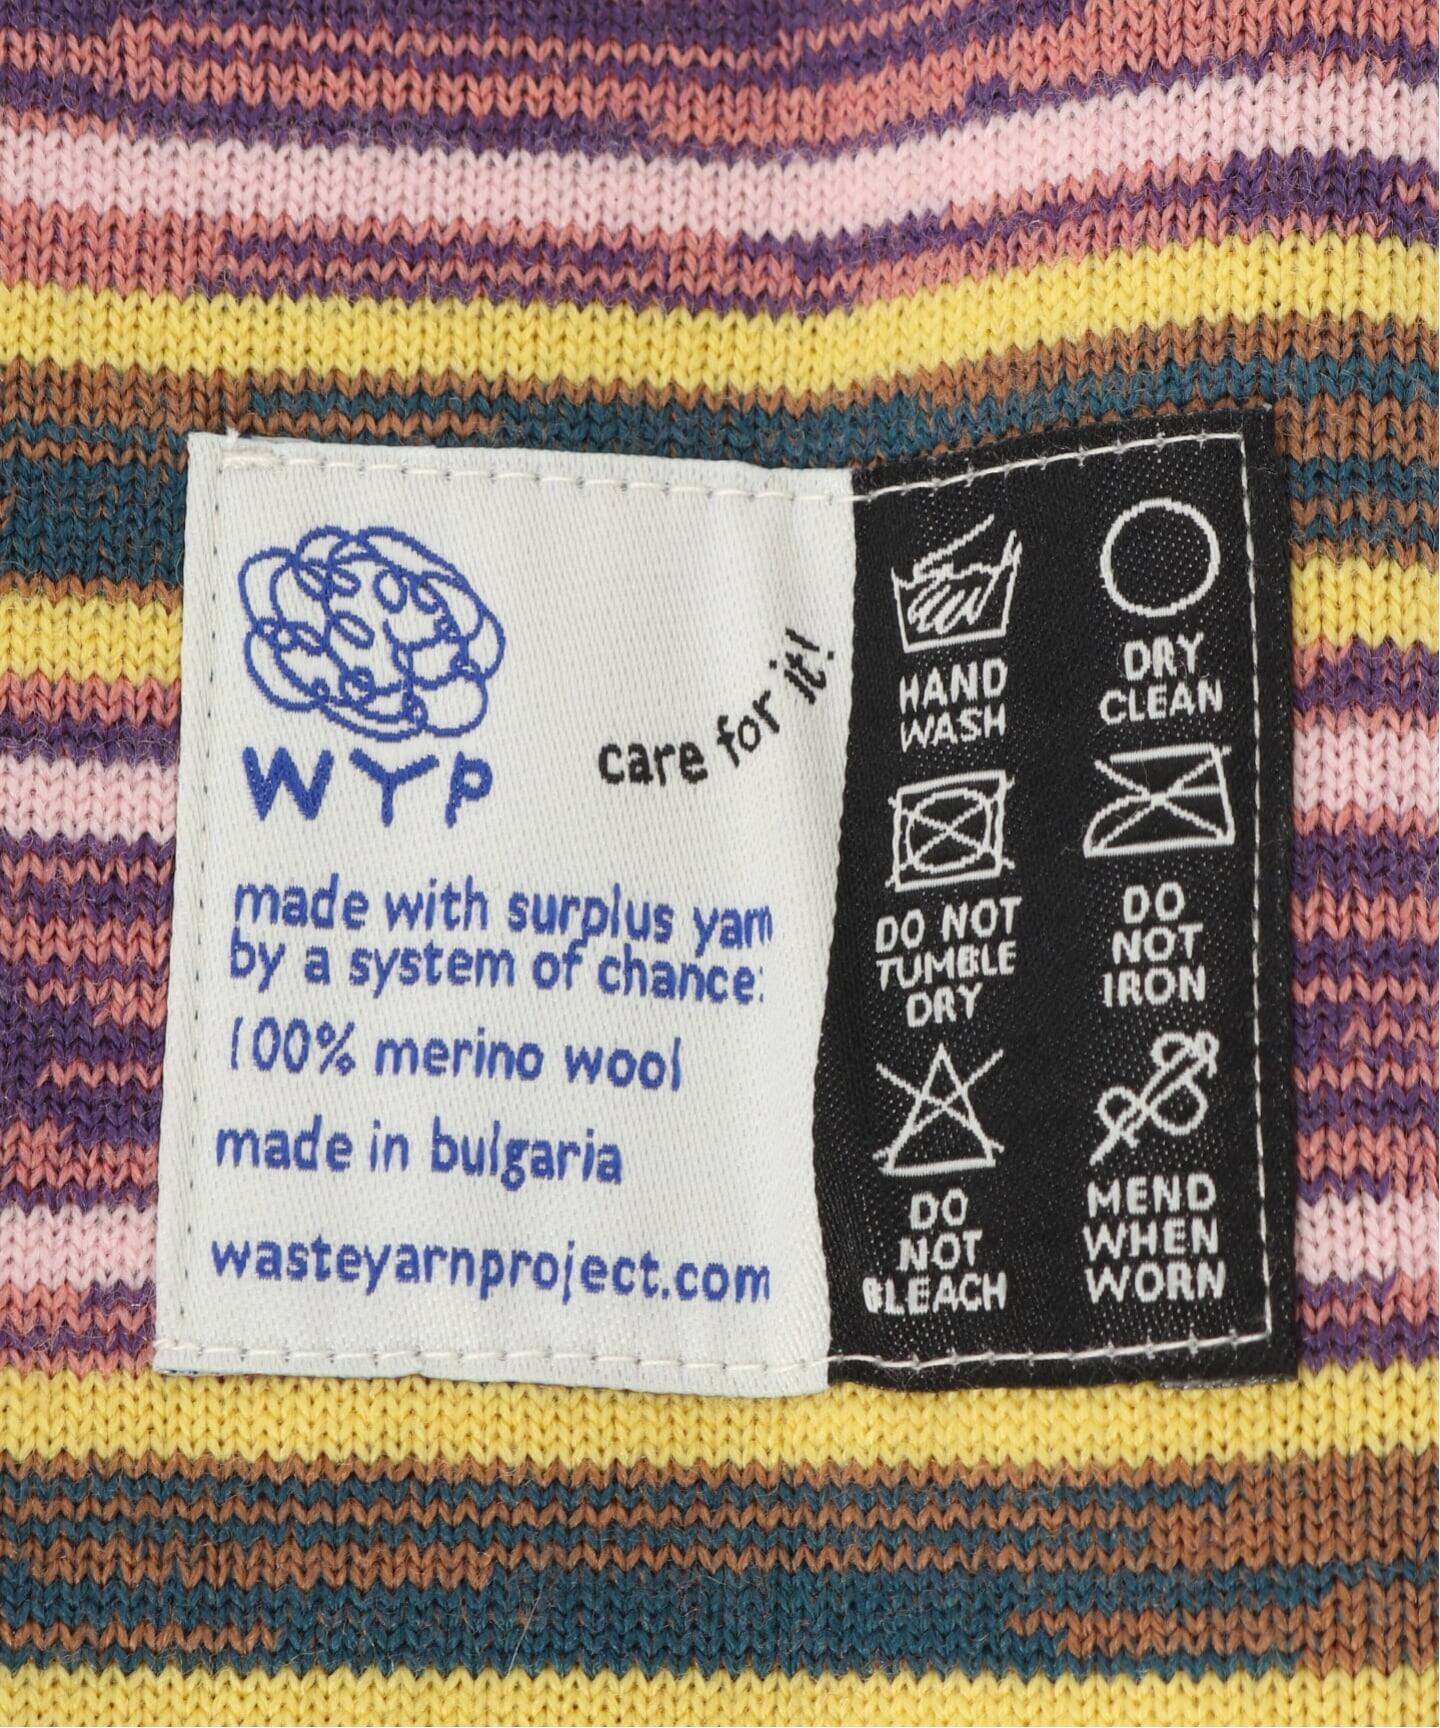 WYP
care for it!
made with surplus yarn
by a system of chance:
100% merino wool
made in bulgaria
wasteyarnproject.com
HAND
WASH
DRY
CLEAN
DO NOT
TUMBLE
DRY
DO
NOT
IRON
DO
NOT
BLEACH
MEND
WHEN
WORN